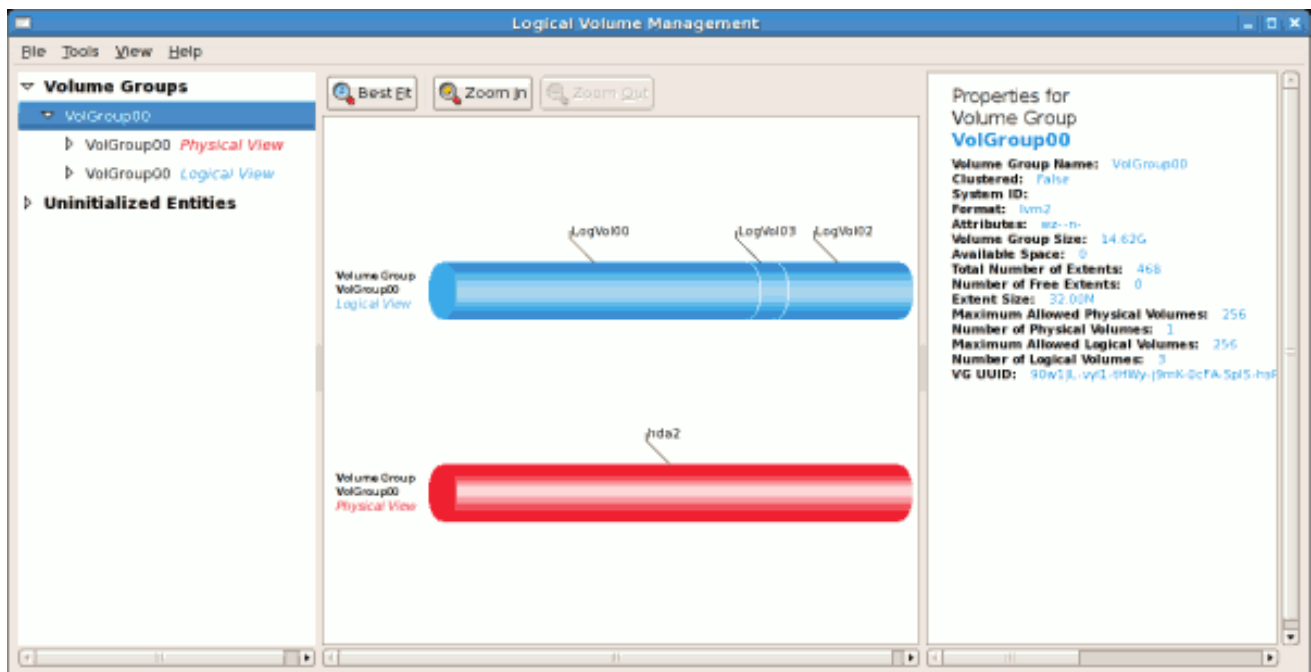 Logical Volume Management
File Tools View Help
Volume Groups
VolGroup00
VolGroup00 Physical View
VolGroup00 Logical View
Uninitialized Entities
Best Fit Zoom In Zoom Out
LogVol00 LogVol03 LogVol02
Volume Group
VolGroup00
Logical View
hda2
Volume Group
VolGroup00
Physical View
Properties for
Volume Group
VolGroup00
Volume Group Name: VolGroup00
Clustered: False
System ID:
Format: lvm2
Attributes: wz--n-
Volume Group Size: 14.62G
Available Space: 0
Total Number of Extents: 468
Number of Free Extents: 0
Extent Size: 32.00M
Maximum Allowed Physical Volumes: 256
Number of Physical Volumes: 1
Maximum Allowed Logical Volumes: 256
Number of Logical Volumes: 3
VG UUID: